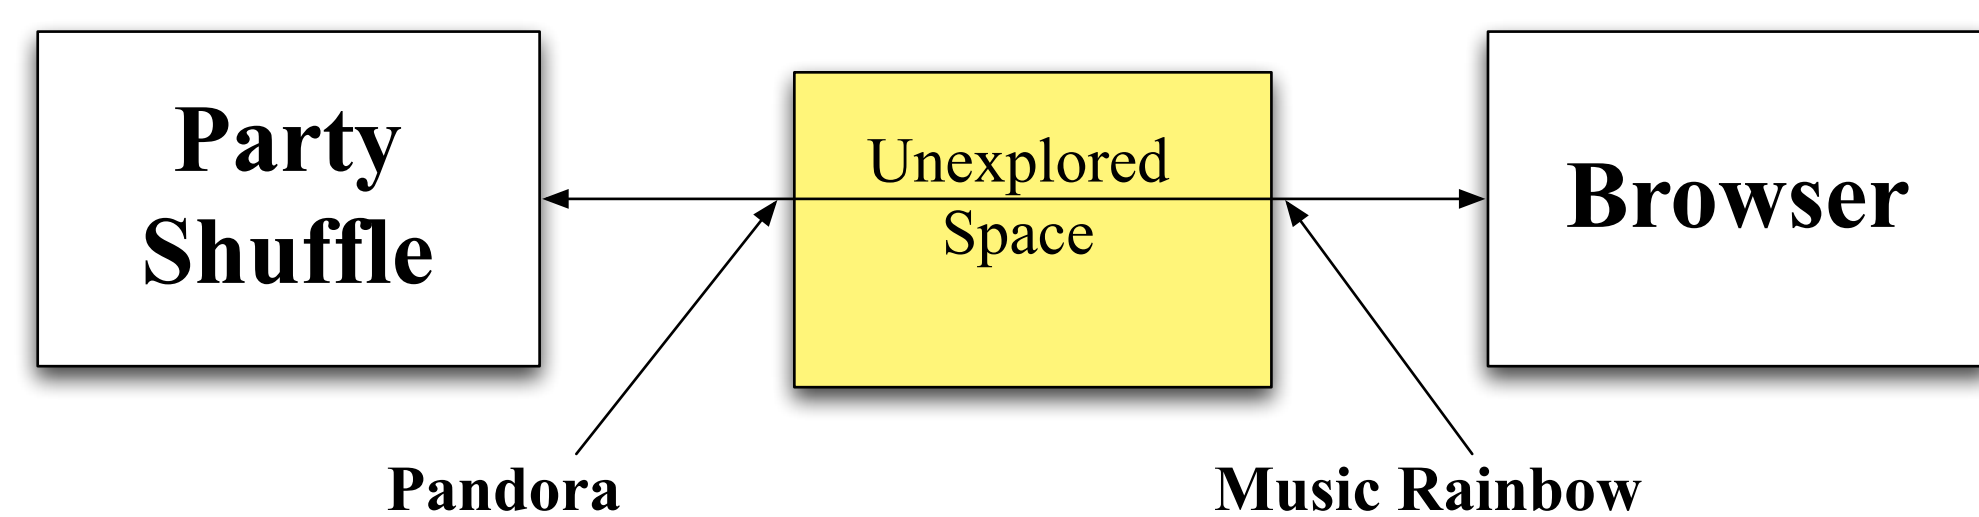 Party
Shuffle
Unexplored
Space
Browser
Pandora
Music Rainbow